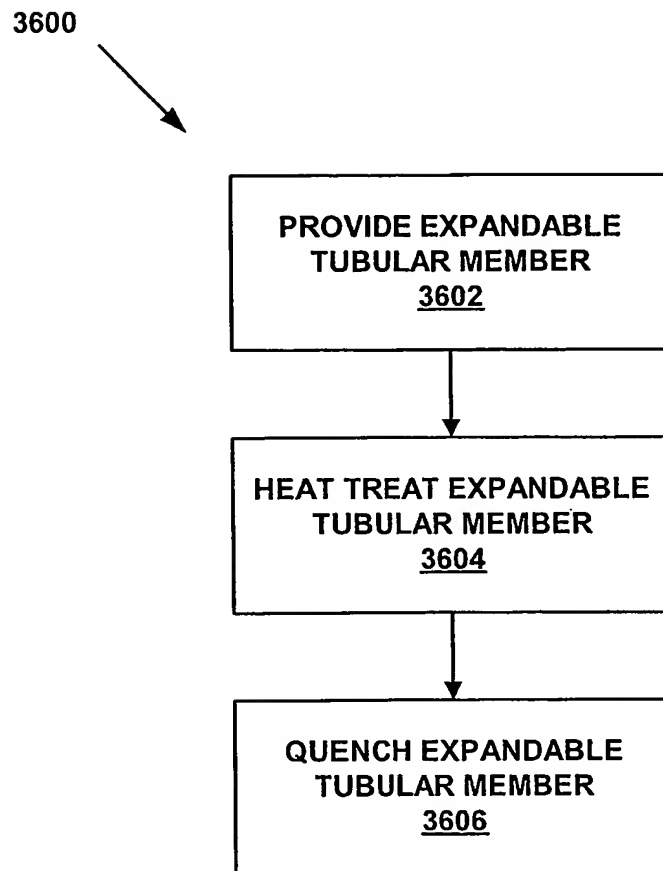 3600
PROVIDE EXPANDABLE
TUBULAR MEMBER
3602
HEAT TREAT EXPANDABLE
TUBULAR MEMBER
3604
QUENCH EXPANDABLE
TUBULAR MEMBER
3606